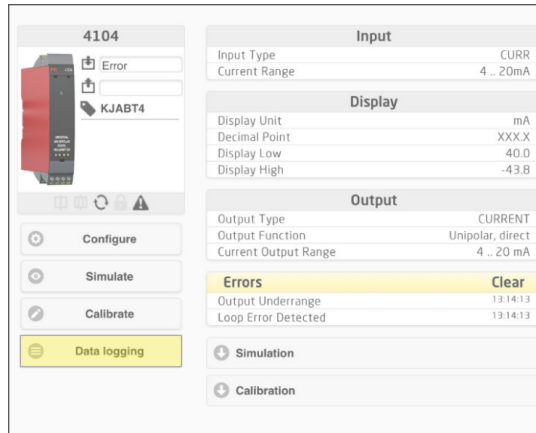 4104
Error
KJABT4
Configure
Simulate
Calibrate
Data logging
Input
Input Type CURR
Current Range 4 .. 20mA
Display
Display Unit mA
Decimal Point XXX.X
Display Low 40.0
Display High -43.8
Output
Output Type CURRENT
Output Function Unipolar, direct
Current Output Range 4 .. 20 mA
Errors Clear
Output Underrange 13:14:13
Loop Error Detected 13:14:13
Simulation
Calibration